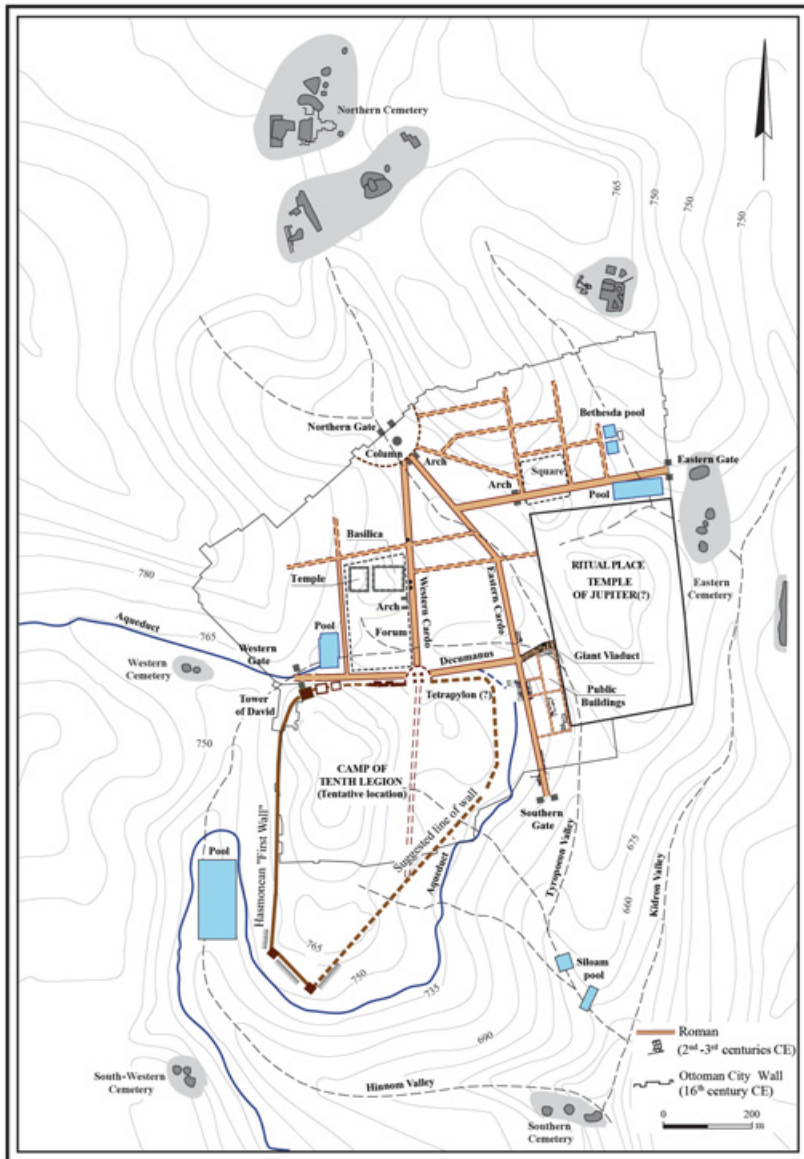 Northern Cemetery
765
750
750
750
Northern Gate
Column
Arch
Bethesda pool
Square
Arch
Eastern Gate
Pool
Basilica
780
Temple
RITUAL PLACE
TEMPLE
OF JUPITER(?)
Eastern
Cemetery
Western Cardo
Eastern Cardo
Arch
Forum
Aqueduct
765
Pool
Western
Gate
Western
Cemetery
Decumanus
Giant Viaduct
Public
Buildings
Tower
of David
Tetrapylon (?)
750
CAMP OF
TENTH LEGION
(Tentative location)
Southern
Gate
Suggested line of wall
Hasmonean "First Wall"
Aqueduct
Tyropoeon Valley
Kidron Valley
675
660
Pool
765
750
735
Siloam
pool
690
South-Western
Cemetery
Hinnom Valley
Southern
Cemetery
Roman
(2nd -3rd centuries CE)
Ottoman City Wall
(16th century CE)
0 200
m